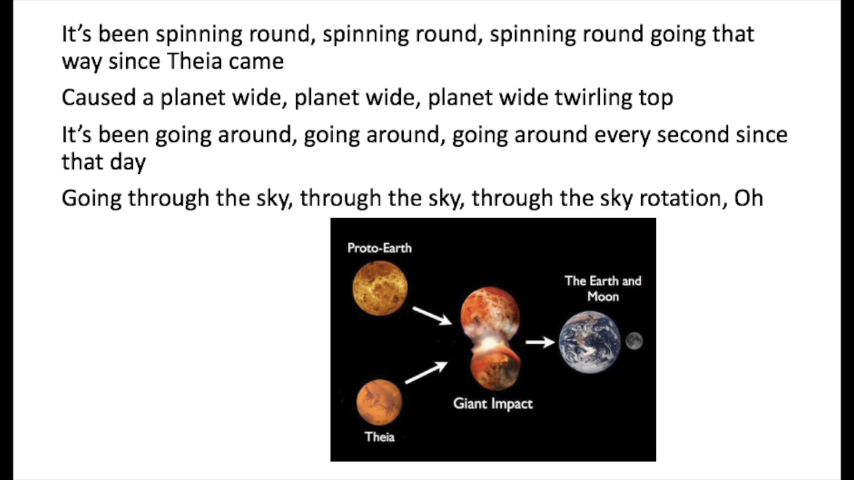 It’s been spinning round, spinning round, spinning round going that
way since Theia came
Caused a planet wide, planet wide, planet wide twirling top
It’s been going around, going around, going around every second since
that day
Going through the sky, through the sky, through the sky rotation, Oh
Proto-Earth
The Earth and
Moon
Giant Impact
Theia